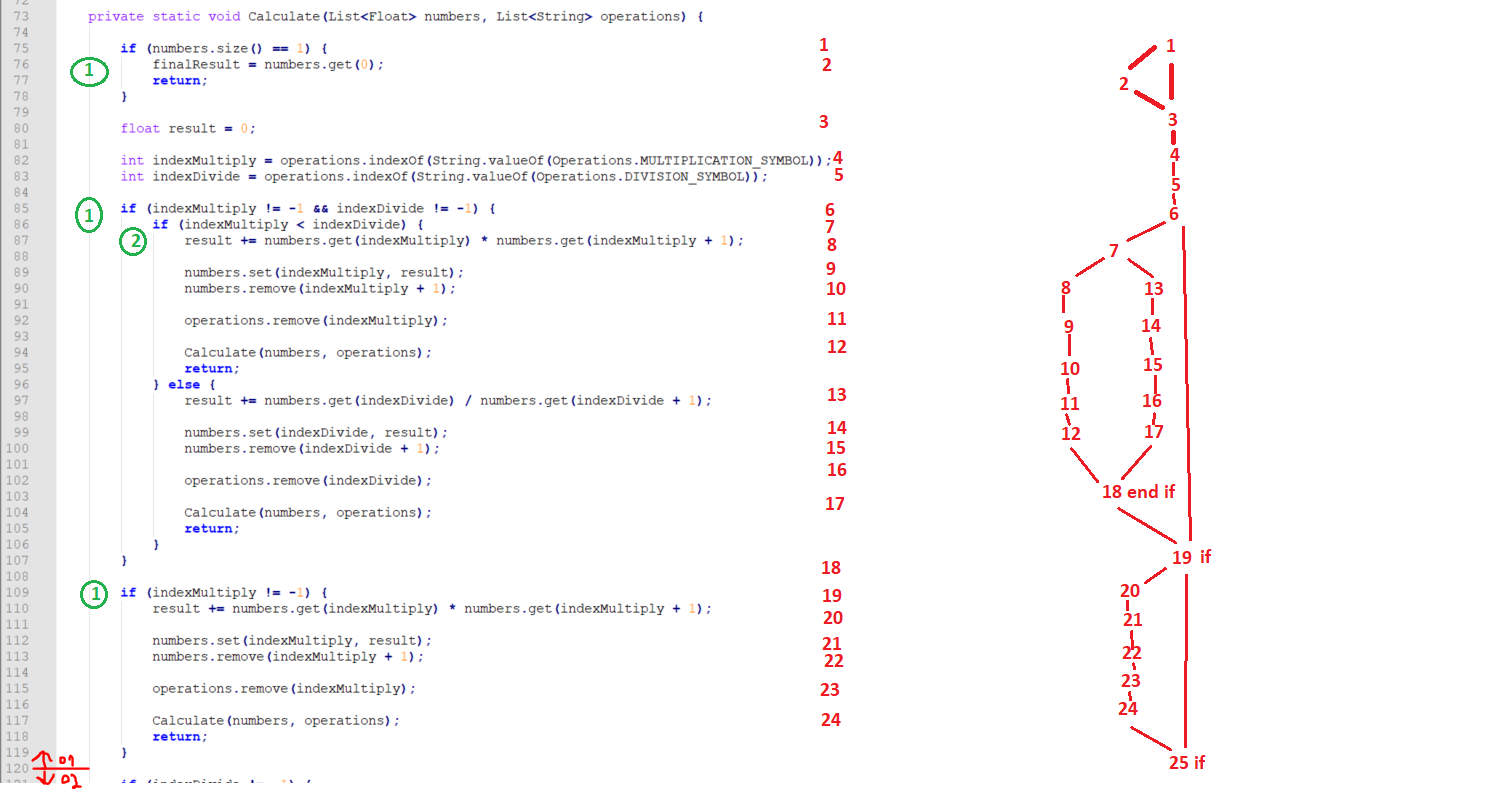 72
73 private static void Calculate(List<Float> numbers, List<String> operations) {
74
75 if (numbers.size() == 1) { 1 1
76 1 finalResult = numbers.get(0); 2 2
77 return;
78 }
79
80 float result = 0; 3 3
81
82 int indexMultiply = operations.indexOf(String.valueOf(Operations.MULTIPLICATION_SYMBOL)); 4 4
83 int indexDivide = operations.indexOf(String.valueOf(Operations.DIVISION_SYMBOL)); 5 5
84
85 1 if (indexMultiply != -1 && indexDivide != -1) { 6 6
86 if (indexMultiply < indexDivide) { 7
87 2 result += numbers.get(indexMultiply) * numbers.get(indexMultiply + 1); 8 7
88
89 numbers.set(indexMultiply, result); 9
90 numbers.remove(indexMultiply + 1); 10 8 13
91
92 operations.remove(indexMultiply); 11 9 14
93
94 Calculate(numbers, operations); 12
95 return; 10 15
96 } else {
97 result += numbers.get(indexDivide) / numbers.get(indexDivide + 1); 13 11 16
98
99 numbers.set(indexDivide, result); 14 12 17
100 numbers.remove(indexDivide + 1); 15
101
102 operations.remove(indexDivide); 16
103 18 end if
104 Calculate(numbers, operations); 17
105 return;
106 }
107 } 19 if
108 18
109 1 if (indexMultiply != -1) { 19 20
110 result += numbers.get(indexMultiply) * numbers.get(indexMultiply + 1); 20
111 21
112 numbers.set(indexMultiply, result); 21
113 numbers.remove(indexMultiply + 1); 22 22
114
115 operations.remove(indexMultiply); 23 23
116 24
117 Calculate(numbers, operations); 24
118 return;
119 }
120 25 if
121 if (indexDivide != -1) {